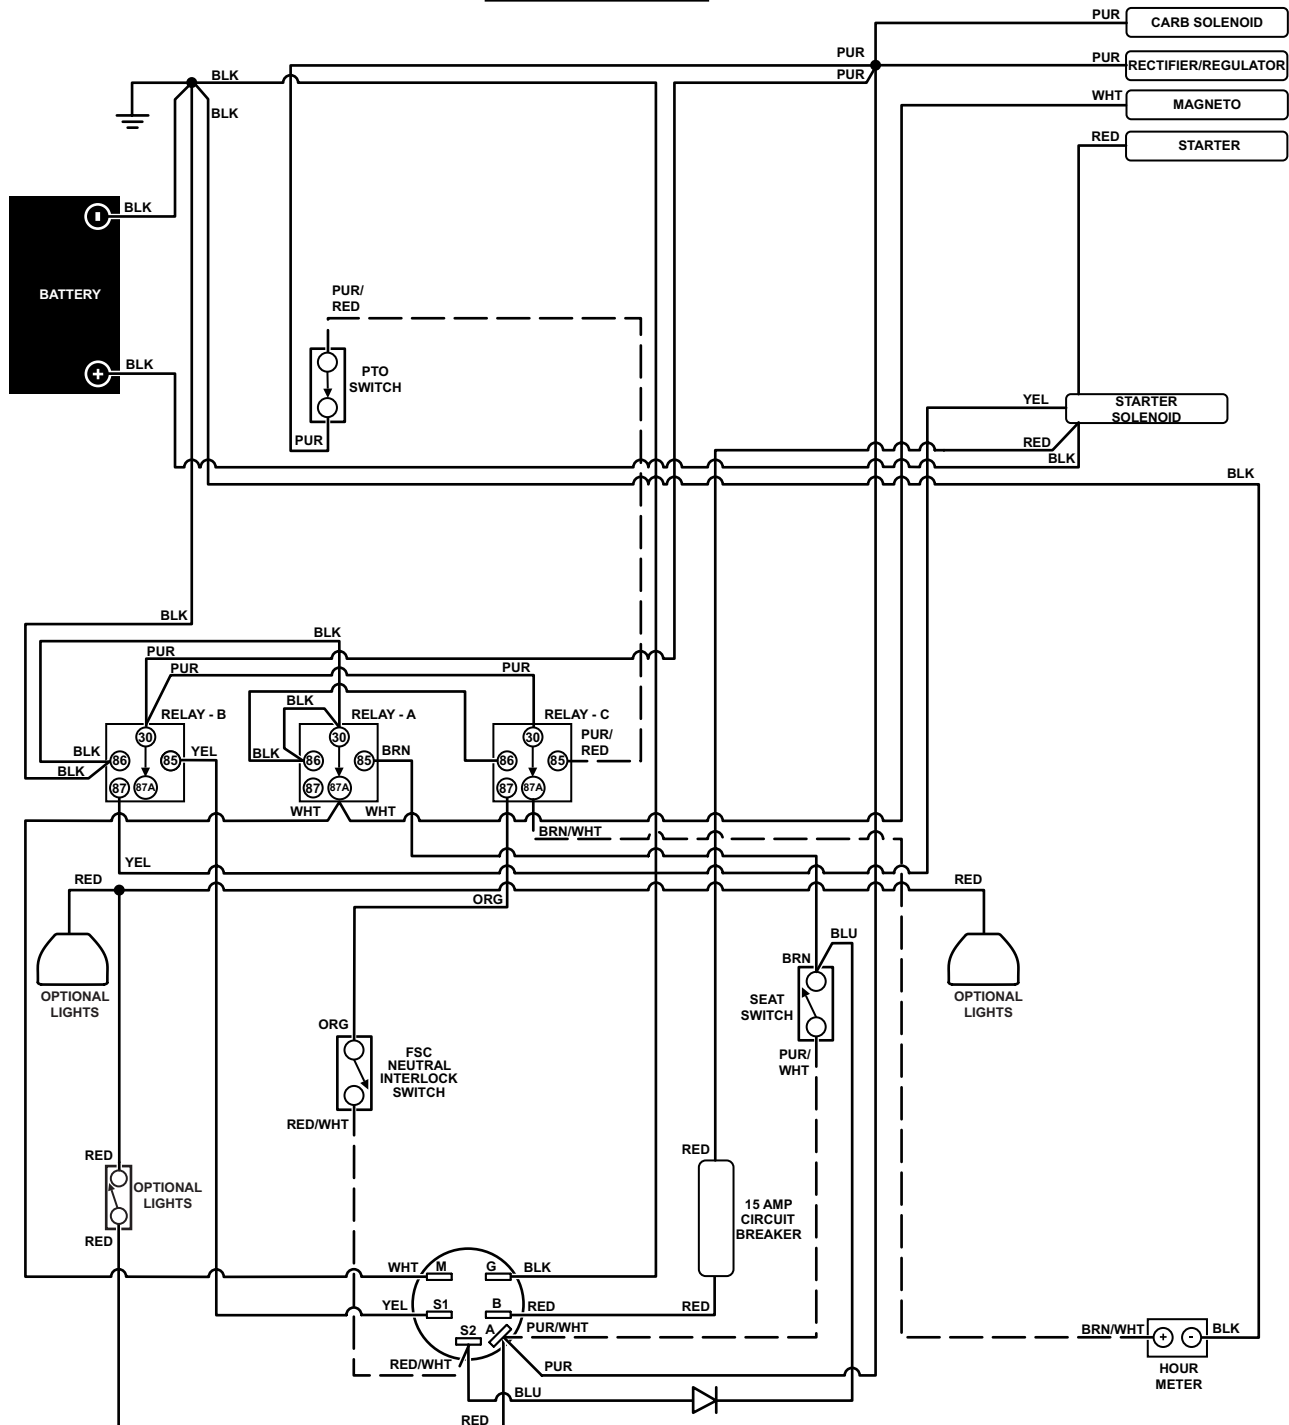 PUR
CARB SOLENOID
PUR
PUR
RECTIFIER/REGULATOR
PUR
BLK
BLK
WHT
MAGNETO
RED
STARTER
BLK
BATTERY
BLK
+
PUR/
RED
PTO
SWITCH
PUR
YEL
STARTER
SOLENOID
RED
BLK
BLK
BLK
BLK
PUR
PUR
PUR
BLK
RELAY - B
RELAY - A
RELAY - C
30
30
30
PUR/
RED
BLK
86
85
YEL
BLK
86
85
BRN
86
85
BLK
87
87A
87
87A
87
87A
WHT
WHT
BRN/WHT
YEL
RED
ORG
RED
BLU
BRN
OPTIONAL
LIGHTS
SEAT
SWITCH
OPTIONAL
LIGHTS
ORG
FSC
NEUTRAL
INTERLOCK
SWITCH
PUR/
WHT
RED/WHT
RED
RED
OPTIONAL
LIGHTS
15 AMP
CIRCUIT
BREAKER
RED
WHT
M
G
BLK
YEL
S1
B
RED
RED
S2
A
PUR/WHT
BRN/WHT
+
-
BLK
RED/WHT
PUR
HOUR
METER
BLU
RED